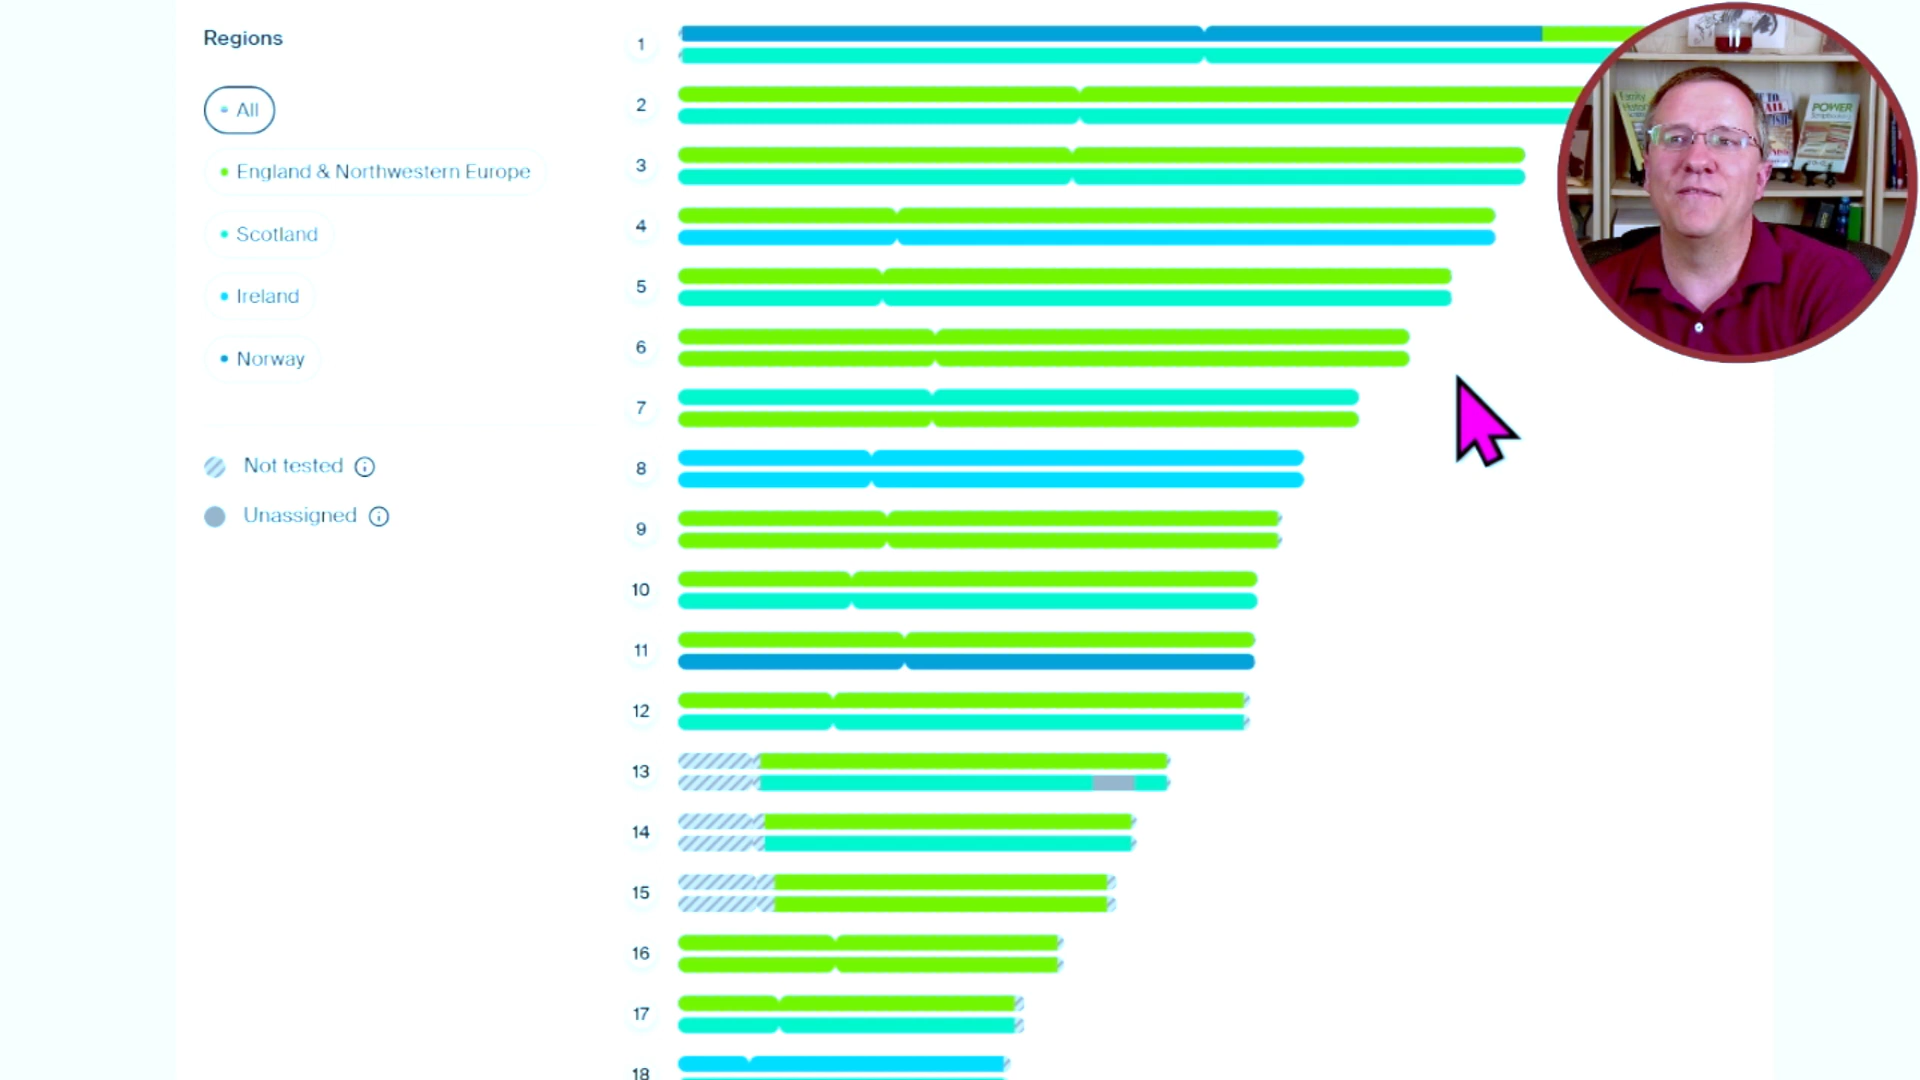 Regions
All
England & Northwestern Europe
Scotland
Ireland
Norway
Not tested
Unassigned
1
2
3
4
5
6
7
8
9
10
11
12
13
14
15
16
17
18
POWER